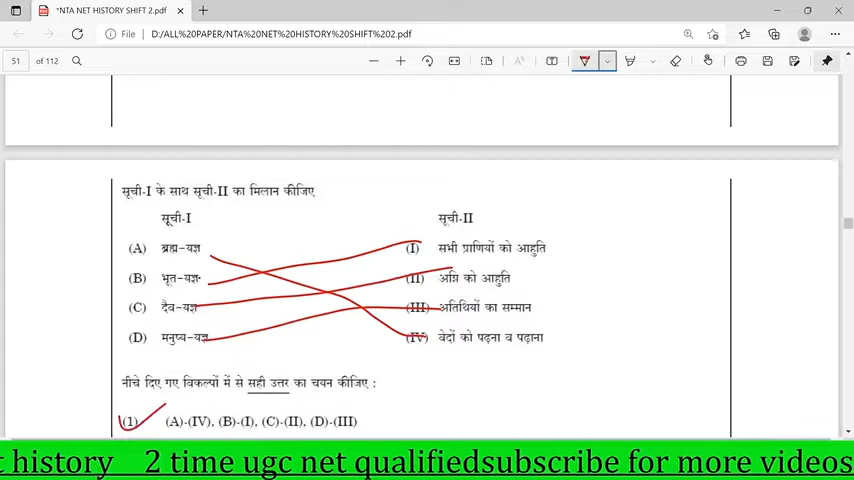 *NTA NET HISTORY SHIFT 2.pdf
File D:/ALL%20PAPER/NTA%20NET%20HISTORY%20SHIFT%202.pdf
51 of 112
सूची-I के साथ सूची-II का मिलान कीजिए
सूची-I सूची-II
(A) ब्रह्म-यज्ञ (I) सभी प्राणियों को आहुति
(B) भूत-यज्ञ (II) अग्नि को आहुति
(C) दैव-यज्ञ (III) अतिथियों का सम्मान
(D) मनुष्य-यज्ञ (IV) वेदों को पढ़ना व पढ़ाना
नीचे दिए गए विकल्पों में से सही उत्तर का चयन कीजिए :
(1) (A)-(IV), (B)-(I), (C)-(II), (D)-(III)
t history 2 time ugc net qualifiedsubscribe for more videos